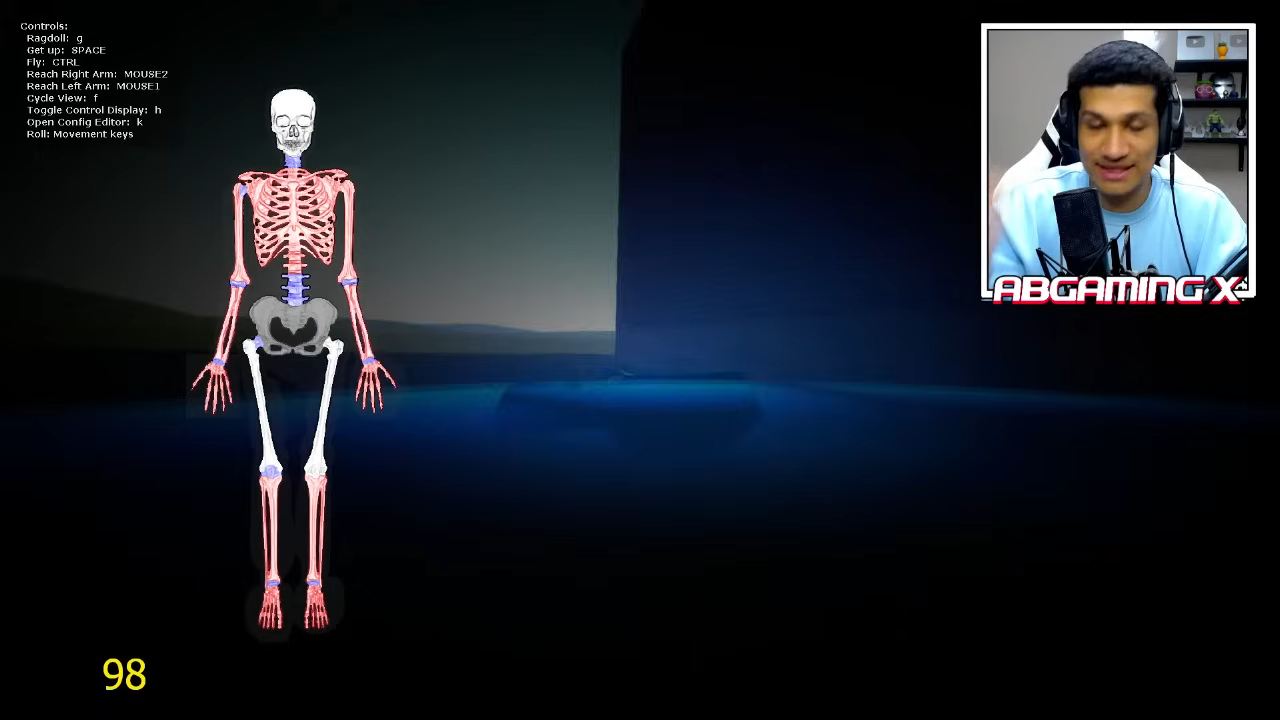 Controls:
Ragdoll: g
Get up: SPACE
Fly: CTRL
Reach Right Arm: MOUSE2
Reach Left Arm: MOUSE1
Cycle View: f
Toggle Control Display: h
Open Config Editor: k
Roll: Movement keys
ABGAMING X
98